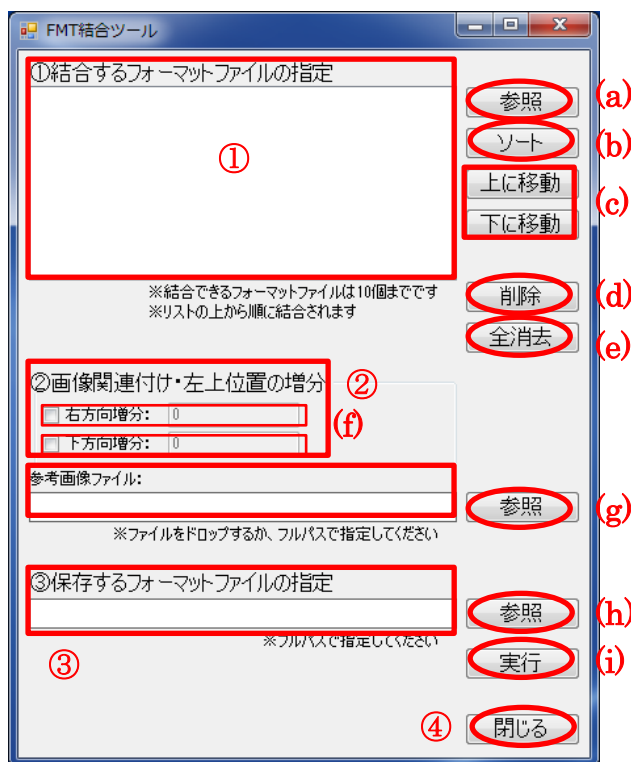 FMT結合ツール
①結合するフォーマットファイルの指定
参照 (a)
ソート (b)
①
上に移動
(c)
下に移動
※結合できるフォーマットファイルは10個までです
※リストの上から順に結合されます
削除 (d)
全消去 (e)
②画像関連付け・左上位置の増分 ②
右方向増分: 0
(f)
下方向増分: 0
参考画像ファイル:
参照 (g)
※ファイルをドロップするか、フルパスで指定してください
③保存するフォーマットファイルの指定
参照 (h)
※フルパスで指定してください
③
実行 (i)
④ 閉じる